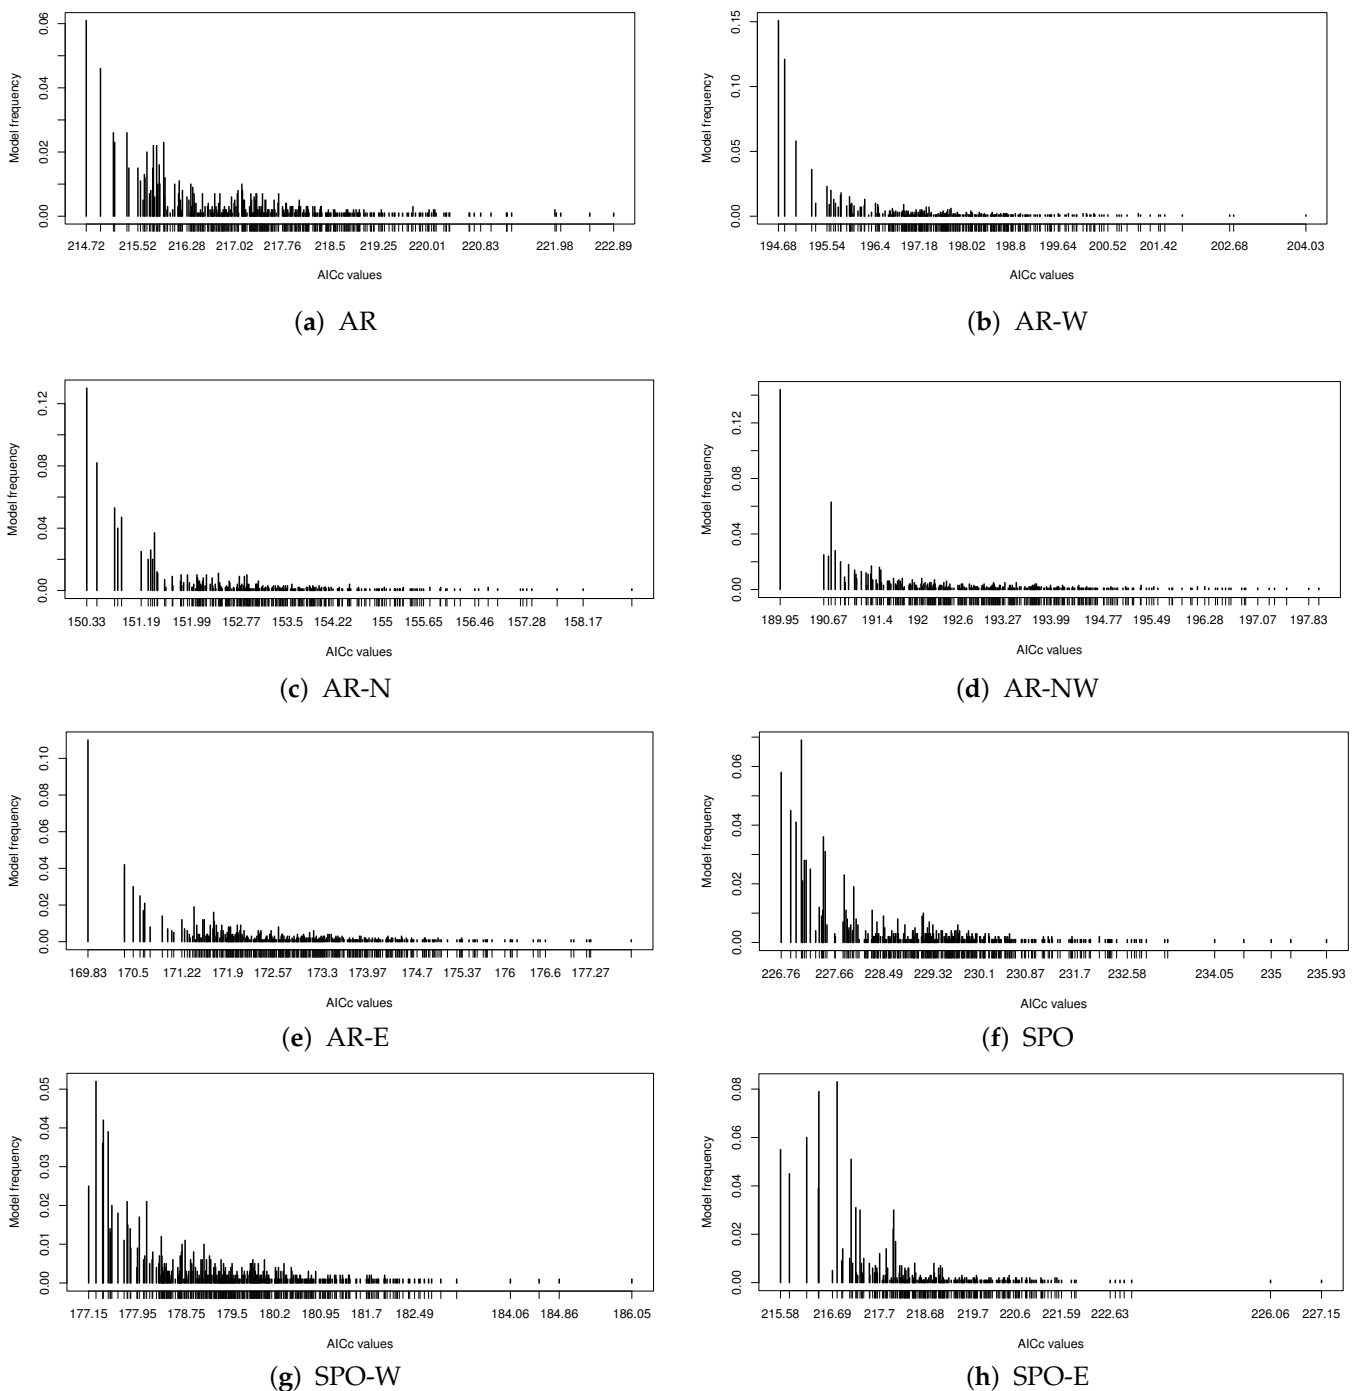 Model frequency
0.00 0.02 0.04 0.06
214.72 215.52 216.28 217.02 217.76 218.5 219.25 220.01 220.83 221.98 222.89
AICc values
(a) AR
Model frequency
0.00 0.05 0.10 0.15
194.68 195.54 196.4 197.18 198.02 198.8 199.64 200.52 201.42 202.68 204.03
AICc values
(b) AR-W
Model frequency
0.00 0.04 0.08 0.12
150.33 151.19 151.99 152.77 153.5 154.22 155 155.65 156.46 157.28 158.17
AICc values
(c) AR-N
Model frequency
0.00 0.04 0.08 0.12
189.95 190.67 191.4 192 192.6 193.27 193.99 194.77 195.49 196.28 197.07 197.83
AICc values
(d) AR-NW
Model frequency
0.00 0.02 0.04 0.06 0.08 0.10
169.83 170.5 171.22 171.9 172.57 173.3 173.97 174.7 175.37 176 176.6 177.27
AICc values
(e) AR-E
Model frequency
0.00 0.02 0.04 0.06
226.76 227.66 228.49 229.32 230.1 230.87 231.7 232.58 234.05 235 235.93
AICc values
(f) SPO
Model frequency
0.00 0.01 0.02 0.03 0.04 0.05
177.15 177.95 178.75 179.5 180.2 180.95 181.7 182.49 184.06 184.86 186.05
AICc values
(g) SPO-W
Model frequency
0.00 0.02 0.04 0.06 0.08
215.58 216.69 217.7 218.68 219.7 220.6 221.59 222.63 226.06 227.15
AICc values
(h) SPO-E